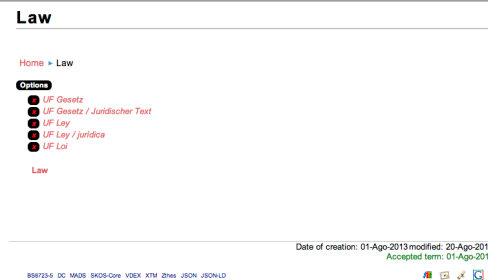 Law
Home ▸ Law
Options
x UF Gesetz
x UF Gesetz / Juridischer Text
x UF Ley
x UF Ley / jurídica
x UF Loi
Law
Date of creation: 01-Ago-2013 modified: 20-Ago-201
Accepted term: 01-Ago-201
BS8723-5 DC MADS SKOS-Core VDEX XTM Zthes JSON JSON-LD